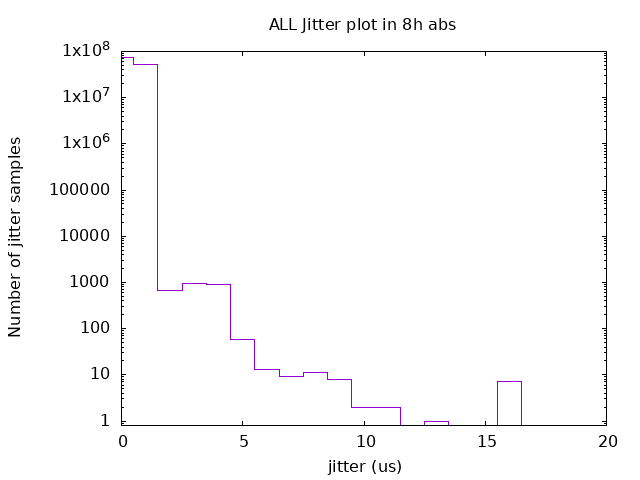 ALL Jitter plot in 8h abs
1x10^8
1x10^7
1x10^6
100000
10000
1000
100
10
1
Number of jitter samples
0 5 10 15 20
jitter (us)